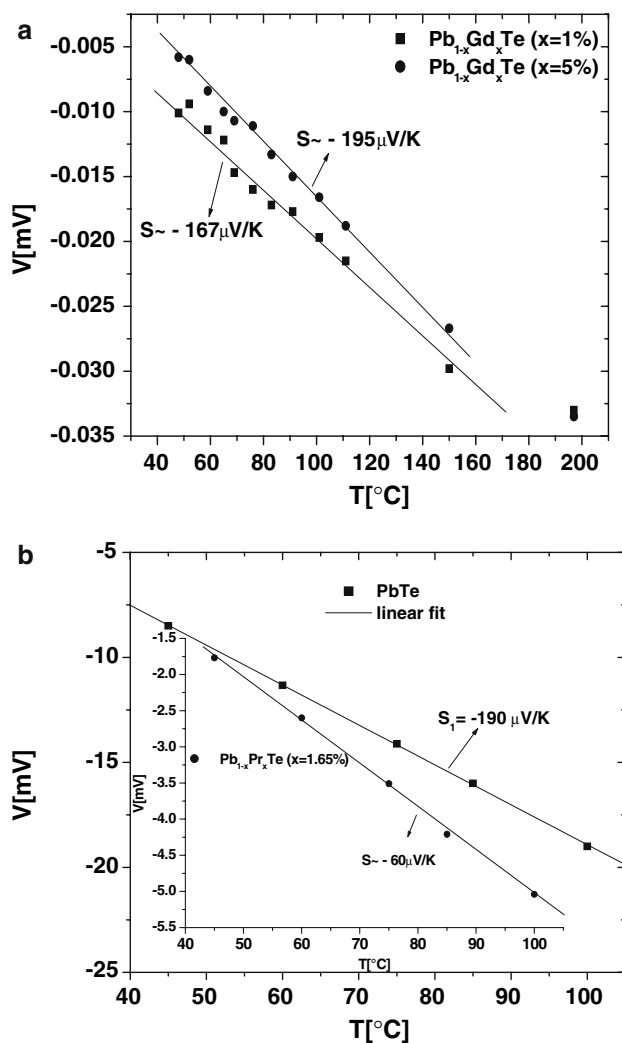 a
Pb1-xGdxTe (x=1%)
Pb1-xGdxTe (x=5%)
S~ - 195μV/K
S~ - 167μV/K
V[mV]
-0.005
-0.010
-0.015
-0.020
-0.025
-0.030
-0.035
40 60 80 100 120 140 160 180 200
T[°C]
b
PbTe
linear fit
S1= -190 μV/K
V[mV]
-5
-10
-15
-20
-25
-1.5
-2.0
-2.5
-3.0
-3.5
-4.0
-4.5
-5.0
-5.5
V[mV]
Pb1-xPrxTe (x=1.65%)
S~ - 60μV/K
40 50 60 70 80 90 100
T[°C]
40 50 60 70 80 90 100
T[°C]